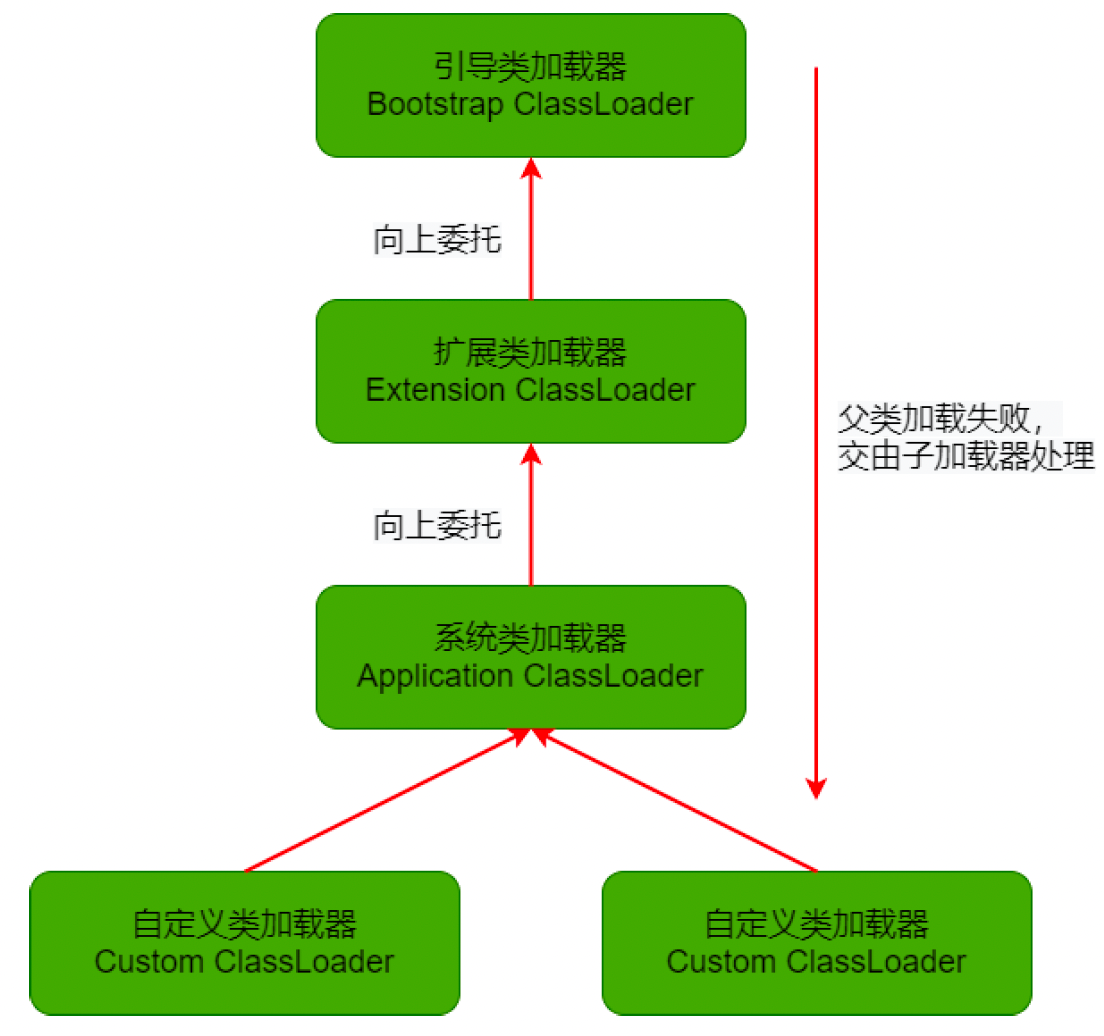 引导类加载器
Bootstrap ClassLoader
向上委托
扩展类加载器
Extension ClassLoader
父类加载失败，
交由子加载器处理
向上委托
系统类加载器
Application ClassLoader
自定义类加载器
Custom ClassLoader
自定义类加载器
Custom ClassLoader